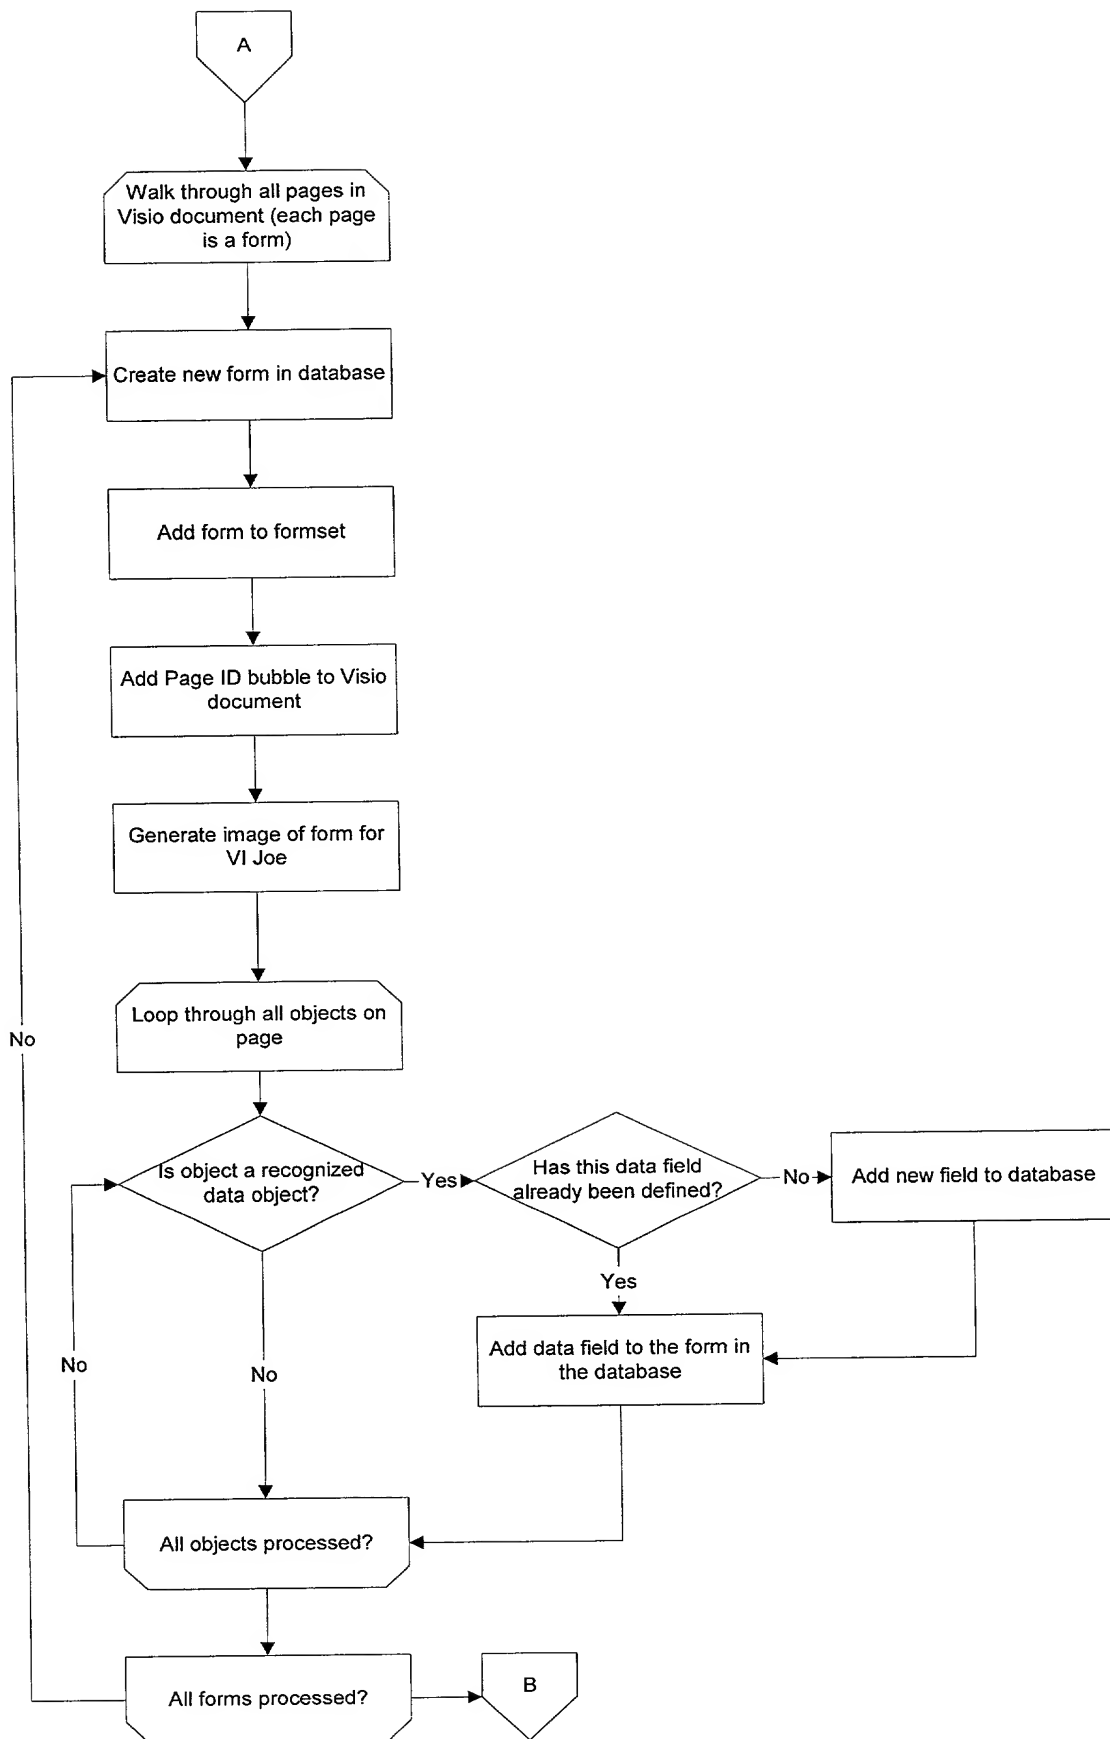 A
Walk through all pages in
Visio document (each page
is a form)
Create new form in database
Add form to formset
Add Page ID bubble to Visio
document
Generate image of form for
VI Joe
Loop through all objects on
page
No
Is object a recognized
data object?
Yes
Has this data field
already been defined?
No
Add new field to database
Yes
Add data field to the form in
the database
No
No
All objects processed?
All forms processed?
B